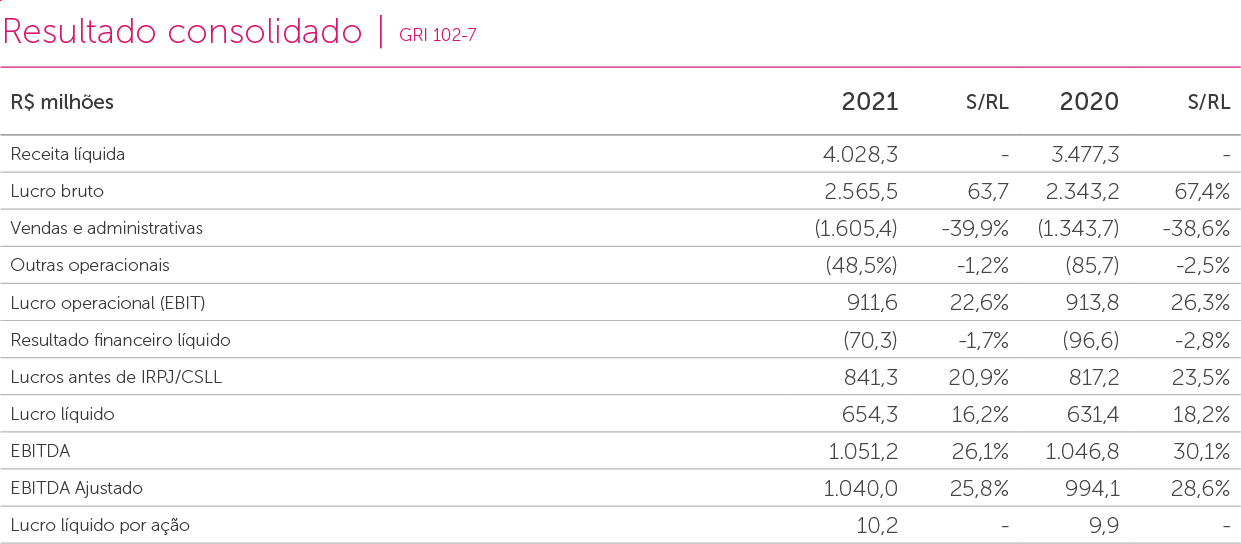 Resultado consolidado | GRI 102-7
R$ milhões 2021 S/RL 2020 S/RL
Receita líquida 4.028,3 - 3.477,3 -
Lucro bruto 2.565,5 63,7 2.343,2 67,4%
Vendas e administrativas (1.605,4) -39,9% (1.343,7) -38,6%
Outras operacionais (48,5%) -1,2% (85,7) -2,5%
Lucro operacional (EBIT) 911,6 22,6% 913,8 26,3%
Resultado financeiro líquido (70,3) -1,7% (96,6) -2,8%
Lucros antes de IRPJ/CSLL 841,3 20,9% 817,2 23,5%
Lucro líquido 654,3 16,2% 631,4 18,2%
EBITDA 1.051,2 26,1% 1.046,8 30,1%
EBITDA Ajustado 1.040,0 25,8% 994,1 28,6%
Lucro líquido por ação 10,2 - 9,9 -